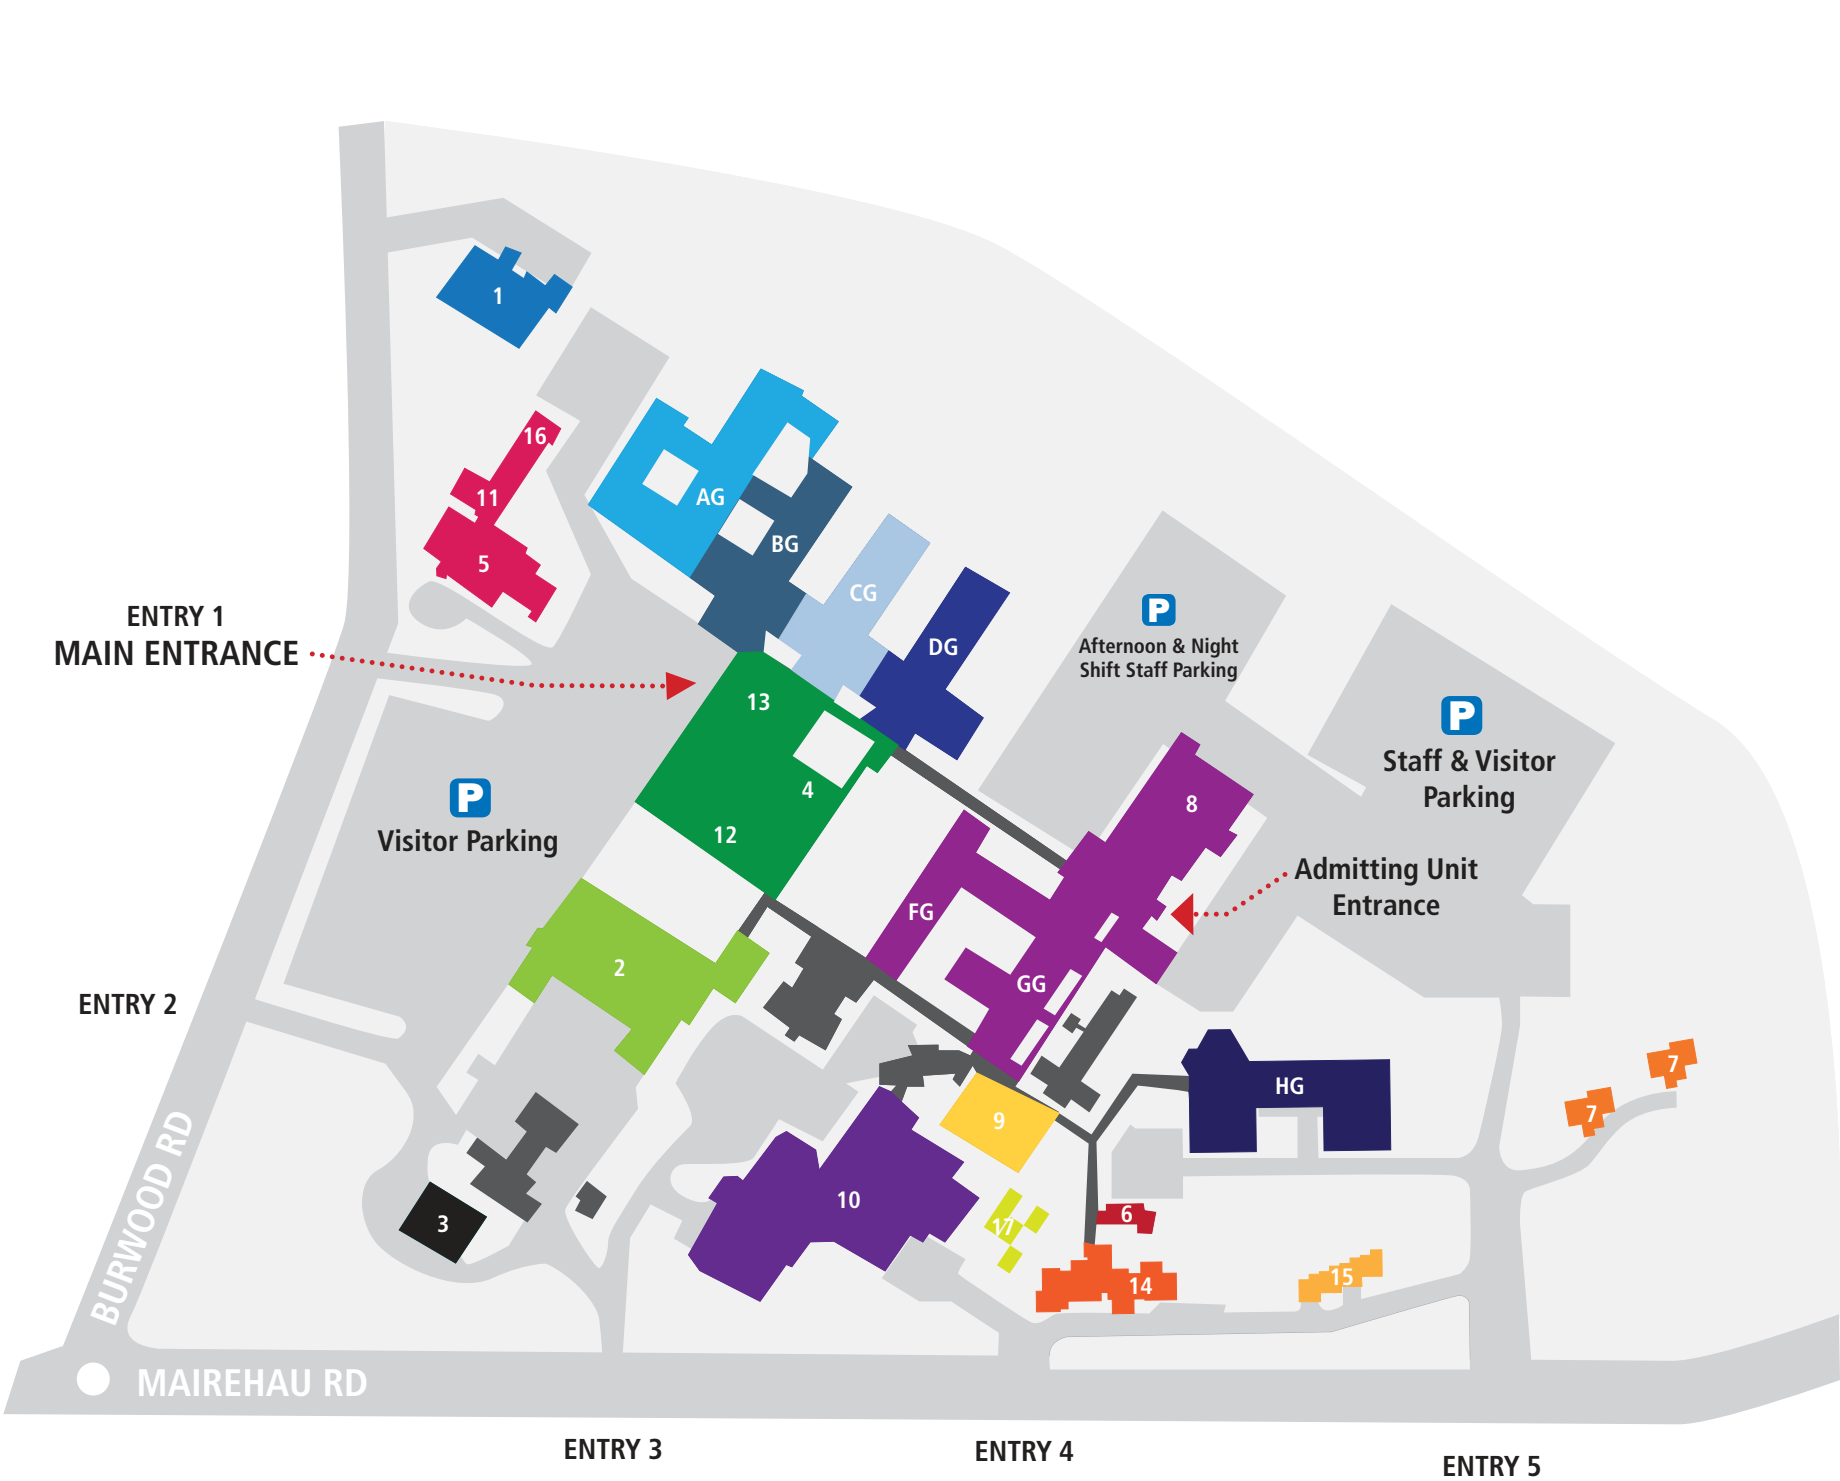 1
16
11
5
AG
BG
CG
DG
ENTRY 1
MAIN ENTRANCE
P
Afternoon & Night
Shift Staff Parking
P
Staff & Visitor
Parking
13
4
12
P
Visitor Parking
8
Admitting Unit
Entrance
FG
GG
2
ENTRY 2
HG
7
7
9
10
3
17
6
14
15
BURWOOD RD
MAIREHAU RD
ENTRY 3
ENTRY 4
ENTRY 5